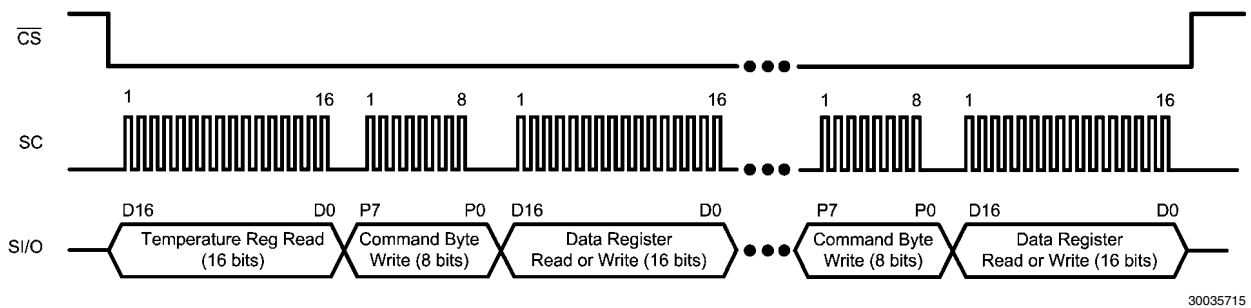 CS
1 16 1 8 1 16 1 8 1 16
SC
D16 D0 P7 P0 D16 D0 P7 P0 D16 D0
SI/O
Temperature Reg Read
(16 bits)
Command Byte
Write (8 bits)
Data Register
Read or Write (16 bits)
Command Byte
Write (8 bits)
Data Register
Read or Write (16 bits)
30035715